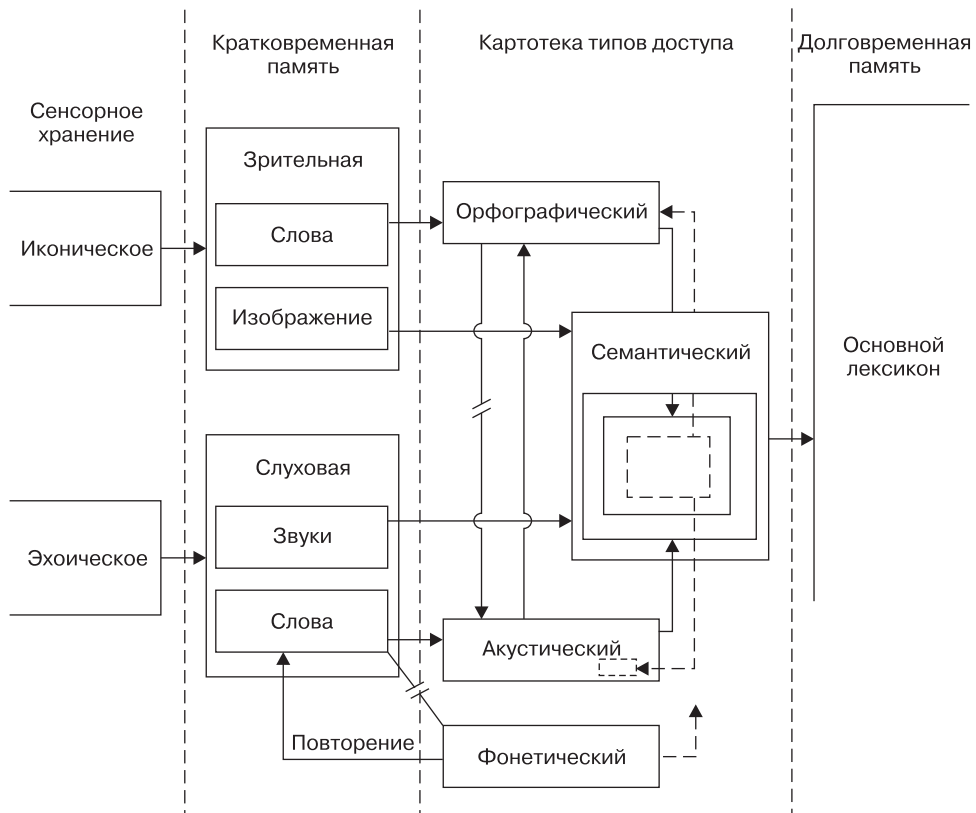 Сенсорное
хранение
Иконическое
Эхоическое
Кратковременная
память
Зрительная
Слова
Изображение
Слуховая
Звуки
Слова
Повторение
Картотека типов доступа
Орфографический
Семантический
Акустический
Фонетический
Долговременная
память
Основной
лексикон